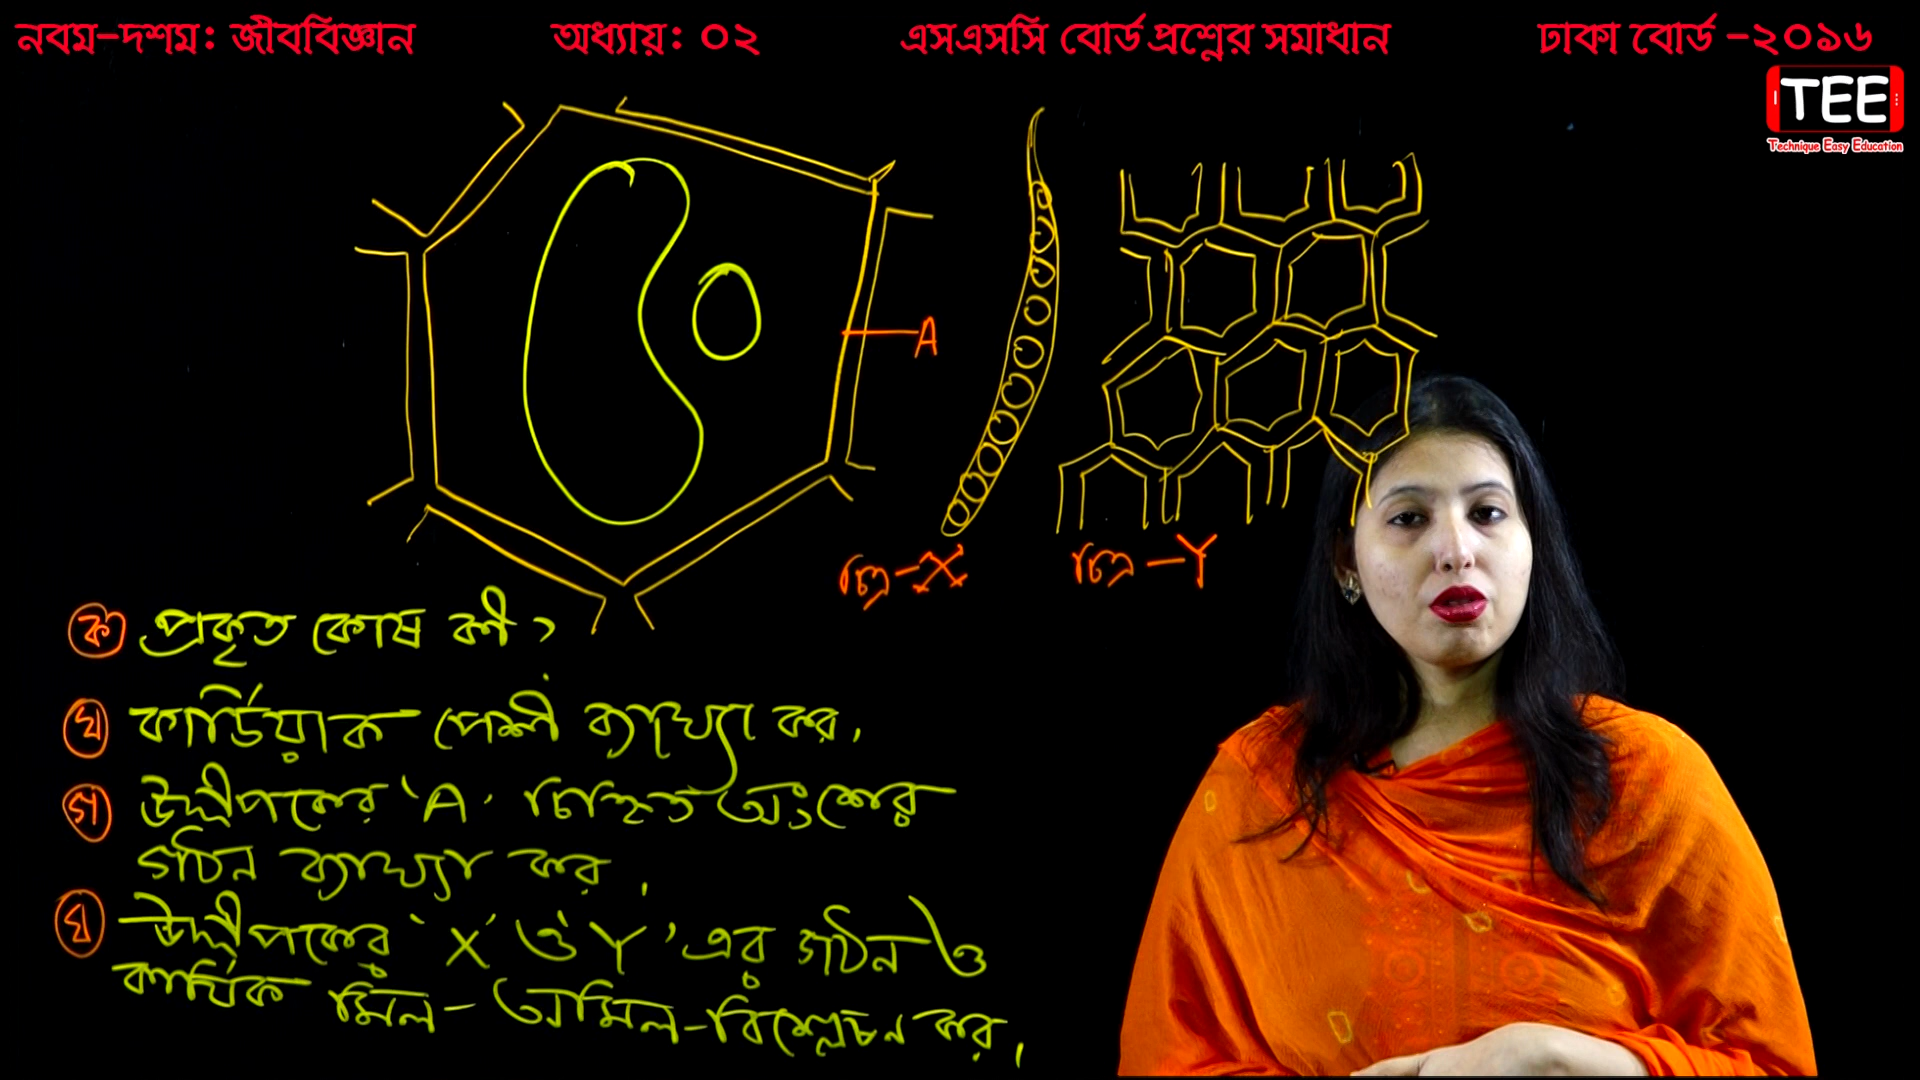 নবম-দশম: জীববিজ্ঞান অধ্যায়: ০২ এসএসসি বোর্ড প্রশ্নের সমাধান ঢাকা বোর্ড -২০১৬
TEE
Technique Easy Education
A
চিত্র-X চিত্র-Y
ক প্রকৃত কোষ কী?
খ কার্ডিয়াক পেশী ব্যাখ্যা কর।
গ উদ্দীপকের 'A' চিহ্নিত অংশের
গঠন ব্যাখ্যা কর।
ঘ উদ্দীপকের 'X ও Y' এর গঠন ও
কার্যিক মিল-অমিল-বিশ্লেষন কর।